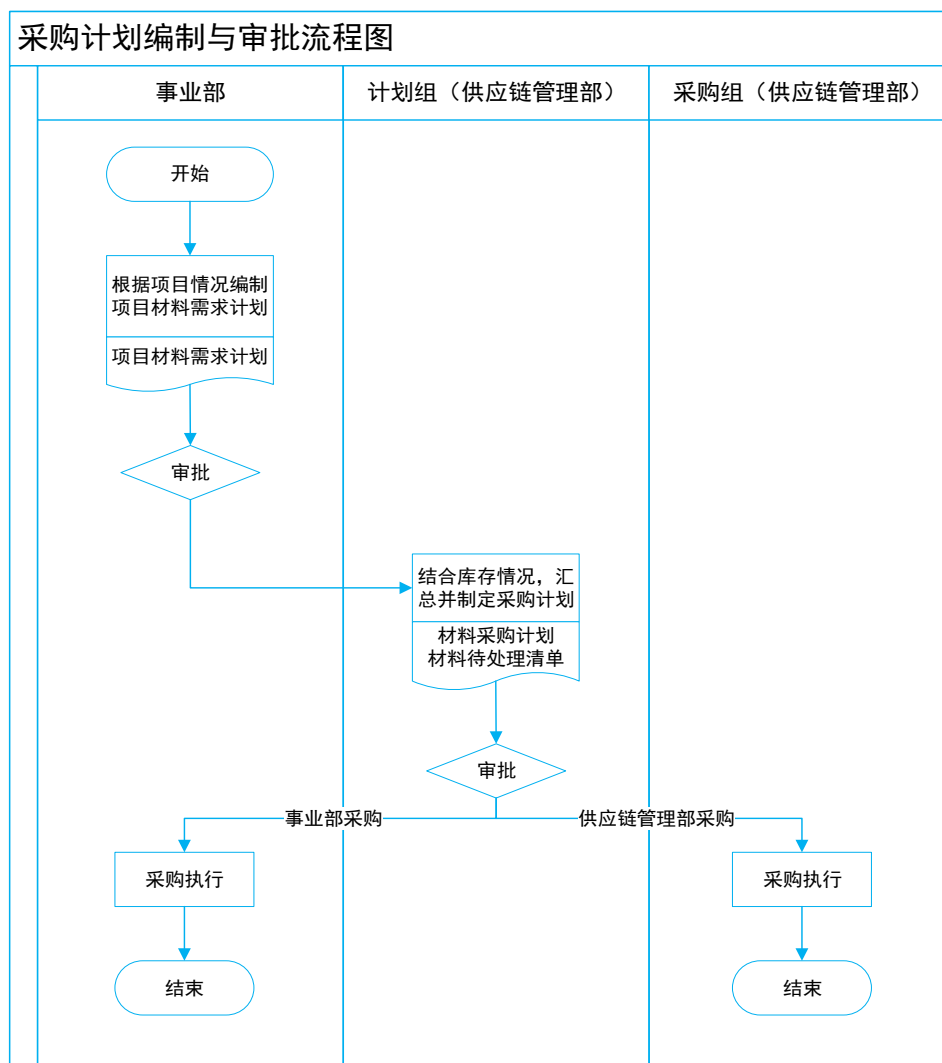 采购计划编制与审批流程图
事业部
计划组（供应链管理部）
采购组（供应链管理部）
开始
根据项目情况编制
项目材料需求计划
项目材料需求计划
审批
结合库存情况，汇
总并制定采购计划
材料采购计划
材料待处理清单
审批
事业部采购
供应链管理部采购
采购执行
采购执行
结束
结束